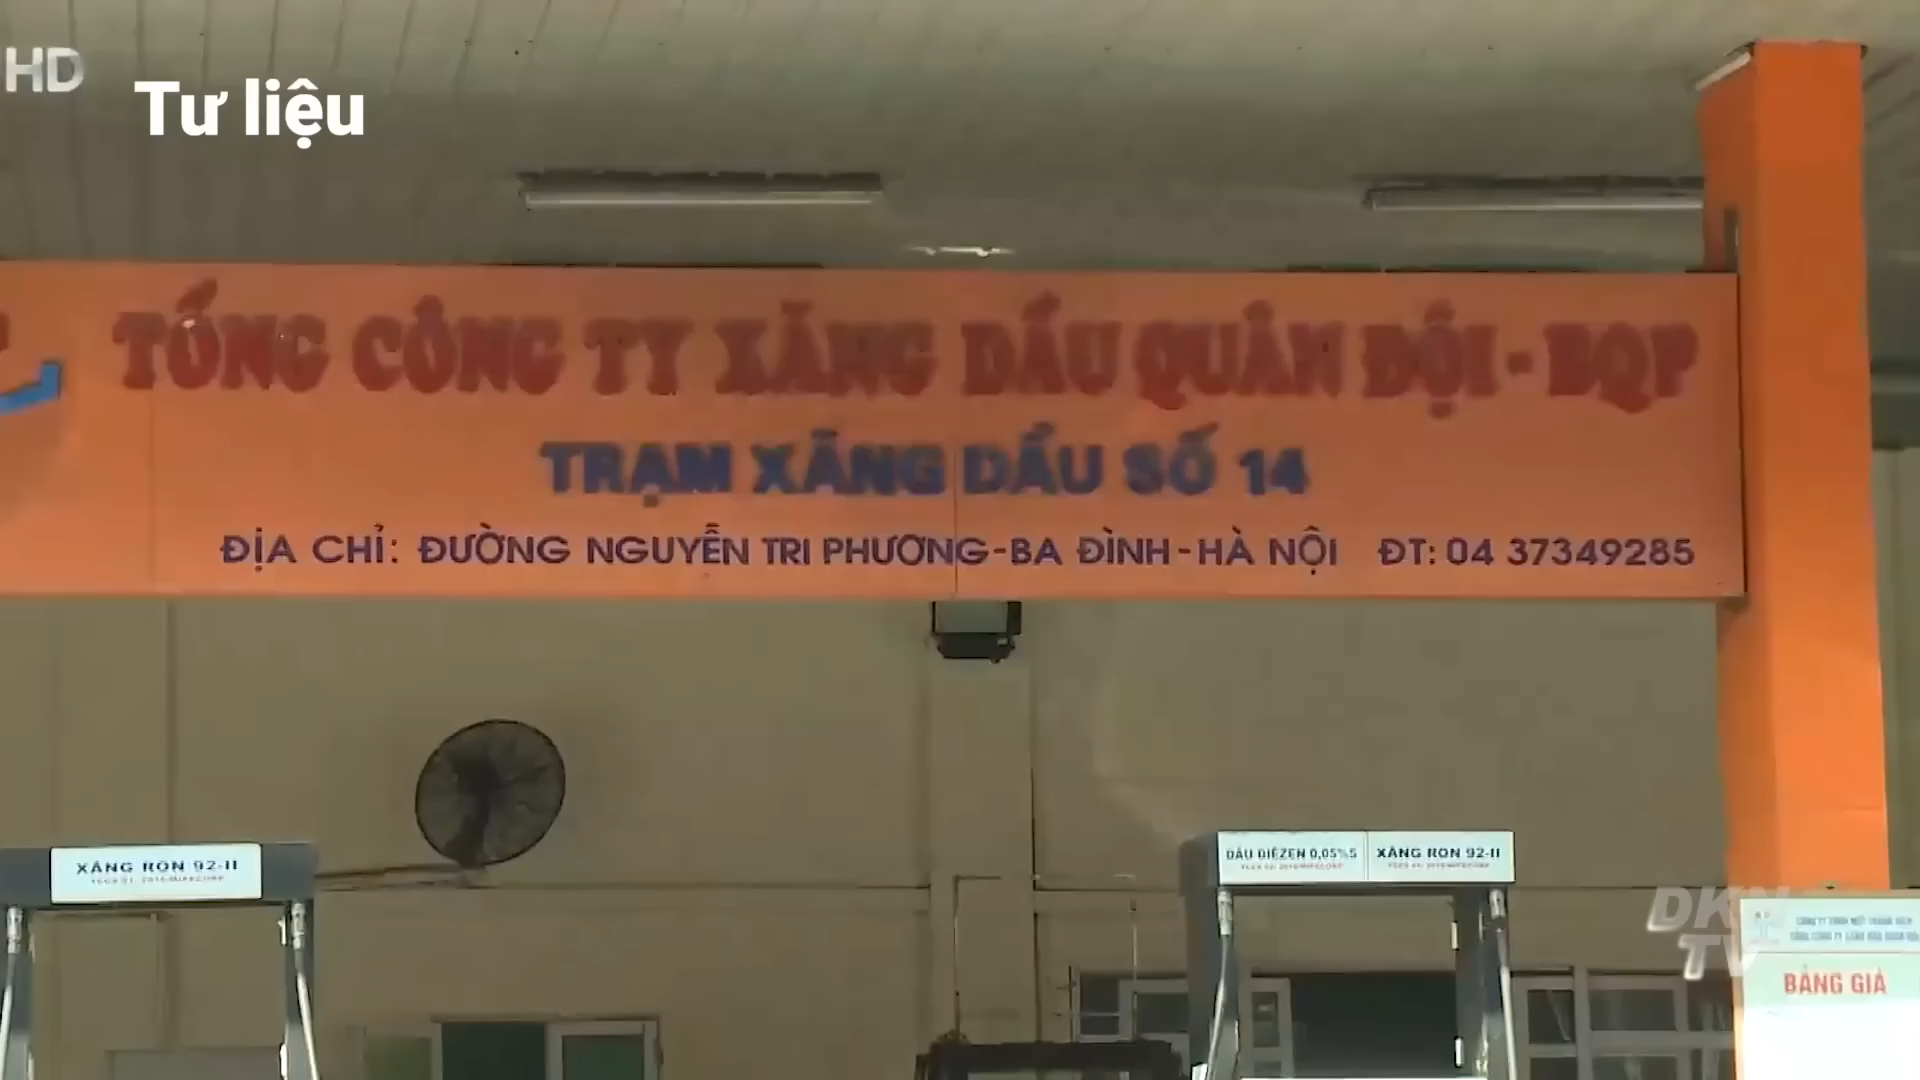 HD
Tư liệu
TỔNG CÔNG TY XĂNG DẦU QUÂN ĐỘI - BQP
TRẠM XĂNG DẦU SỐ 14
ĐỊA CHỈ: ĐƯỜNG NGUYỄN TRI PHƯƠNG-BA ĐÌNH-HÀ NỘI ĐT: 04 37349285
XĂNG RON 92-II
DẦU ĐIÊZEN 0,05%S XĂNG RON 92-II
DKN
TV
BẢNG GIÁ